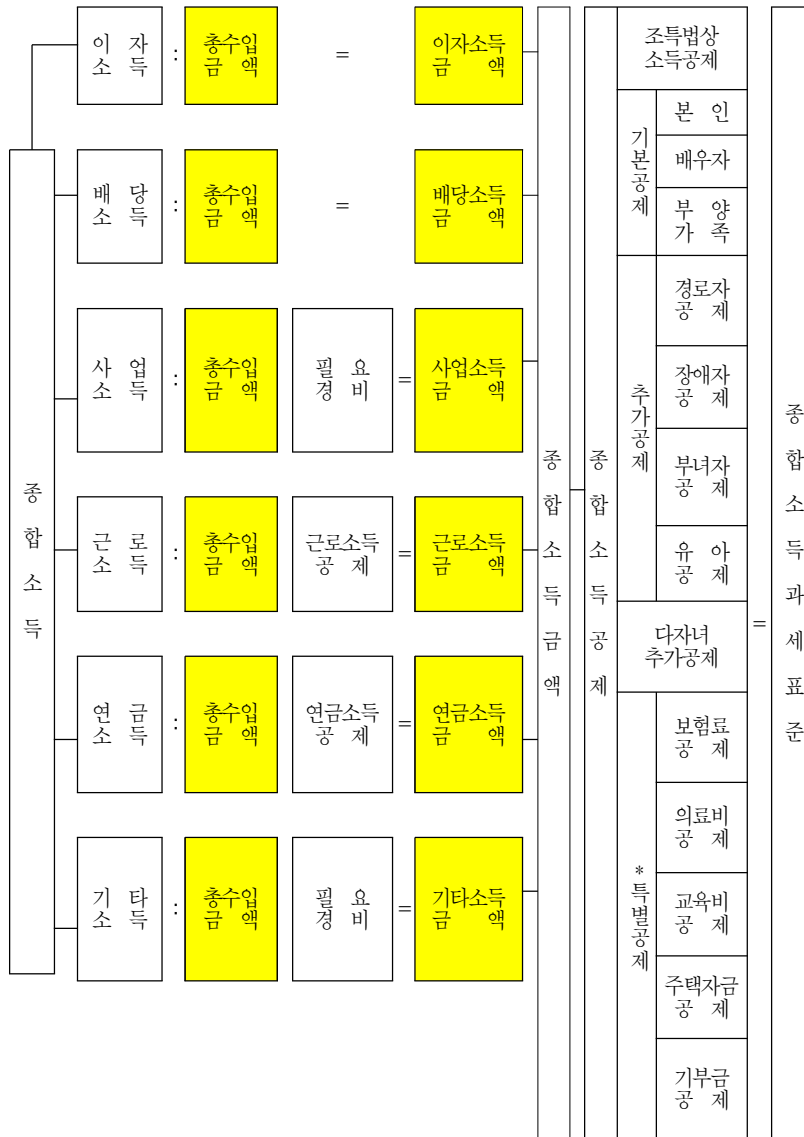 종합소득
이 자
소 득
:
총수입
금 액
=
이자소득
금 액
배 당
소 득
:
총수입
금 액
=
배당소득
금 액
사 업
소 득
:
총수입
금 액
필 요
경 비
=
사업소득
금 액
근 로
소 득
:
총수입
금 액
근로소득
공 제
=
근로소득
금 액
연 금
소 득
:
총수입
금 액
연금소득
공 제
=
연금소득
금 액
기 타
소 득
:
총수입
금 액
필 요
경 비
=
기타소득
금 액
종합소득금액
종합소득공제
조특법상
소득공제
기본공제
본 인
배우자
부 양
가 족
추가공제
경로자
공 제
장애자
공 제
부녀자
공 제
유 아
공 제
다자녀
추가공제
*특별공제
보험료
공 제
의료비
공 제
교육비
공 제
주택자금
공 제
기부금
공 제
=
종합소득과세표준